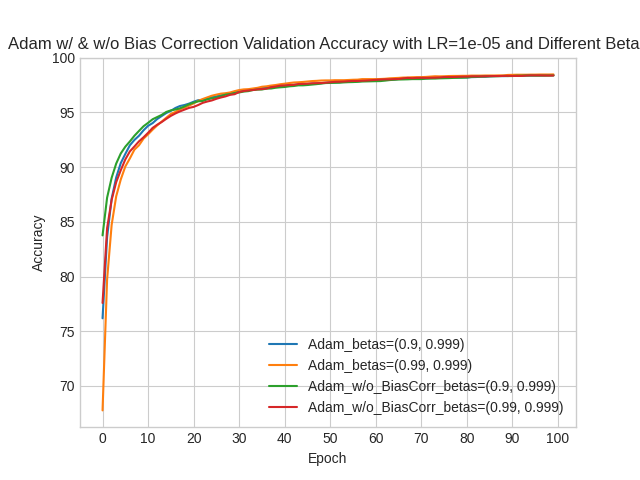 Adam w/ & w/o Bias Correction Validation Accuracy with LR=1e-05 and Different Beta
100
95
90
85
80
75
70
Accuracy
Adam_betas=(0.9, 0.999)
Adam_betas=(0.99, 0.999)
Adam_w/o_BiasCorr_betas=(0.9, 0.999)
Adam_w/o_BiasCorr_betas=(0.99, 0.999)
0 10 20 30 40 50 60 70 80 90 100
Epoch